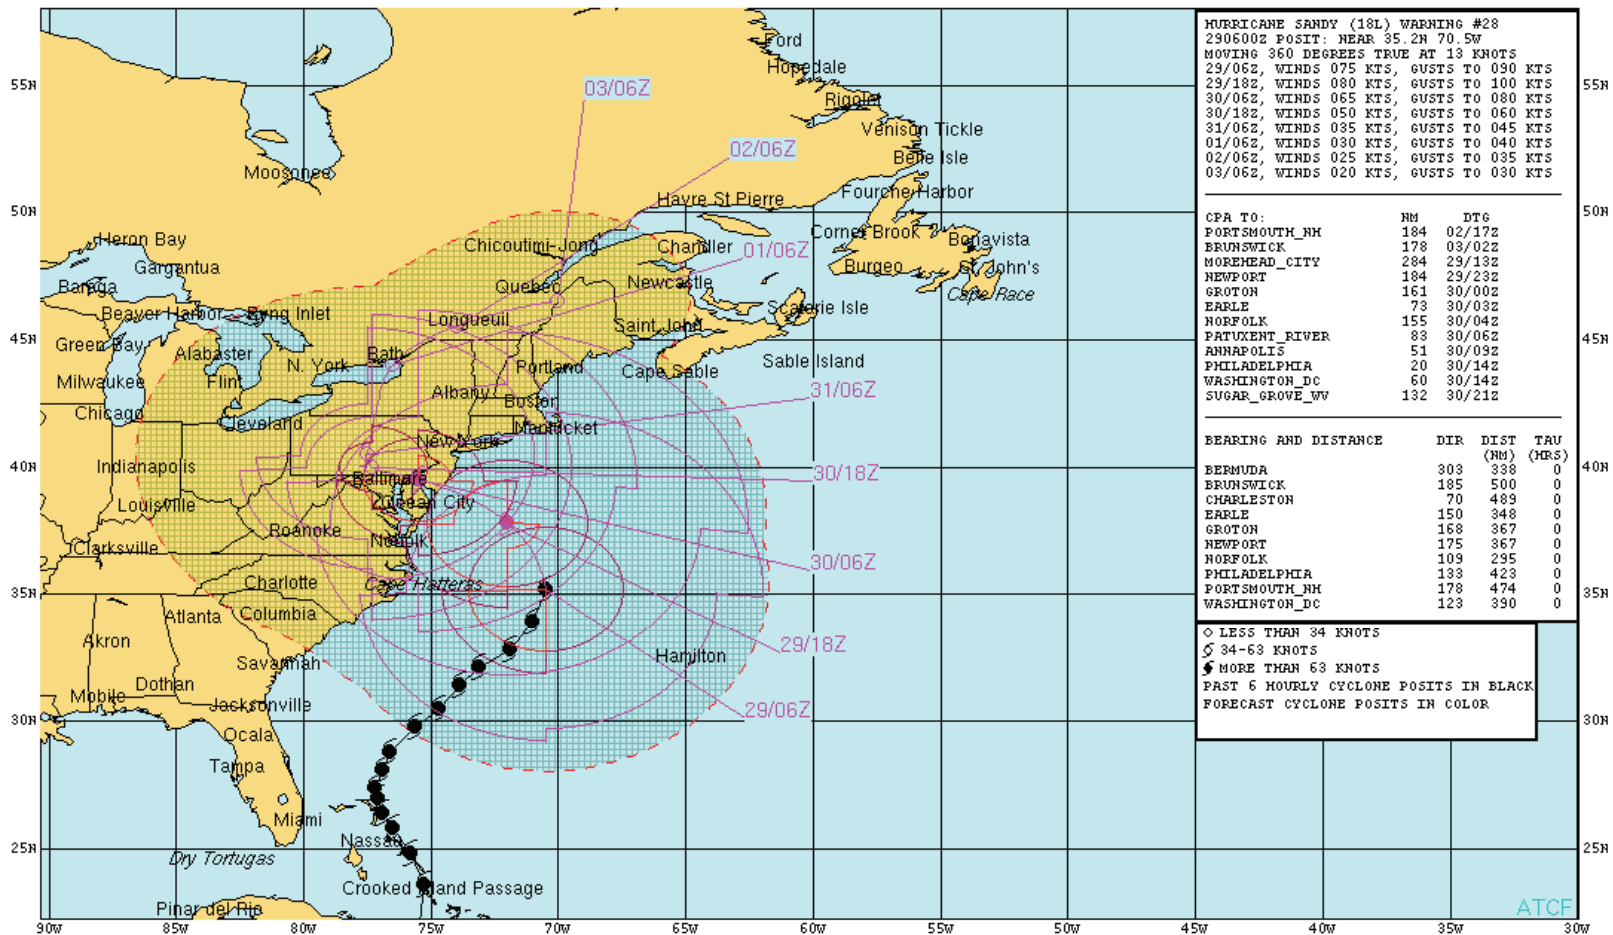 HURRICANE SANDY (18L) WARNING #28
290600Z POSIT: NEAR 35.2N 70.5W
MOVING 360 DEGREES TRUE AT 13 KNOTS
29/06Z, WINDS 075 KTS, GUSTS TO 090 KTS
29/18Z, WINDS 080 KTS, GUSTS TO 100 KTS
30/06Z, WINDS 065 KTS, GUSTS TO 080 KTS
30/18Z, WINDS 050 KTS, GUSTS TO 060 KTS
31/06Z, WINDS 035 KTS, GUSTS TO 045 KTS
01/06Z, WINDS 030 KTS, GUSTS TO 040 KTS
02/06Z, WINDS 025 KTS, GUSTS TO 035 KTS
03/06Z, WINDS 020 KTS, GUSTS TO 030 KTS
CPA TO: NM DTG
PORTSMOUTH_NH 184 02/17Z
BRUNSWICK 178 03/02Z
MOREHEAD_CITY 284 29/13Z
NEWPORT 184 29/23Z
GROTON 161 30/00Z
EARLE 73 30/03Z
NORFOLK 155 30/04Z
PATUXENT_RIVER 83 30/06Z
ANNAPOLIS 51 30/09Z
PHILADELPHIA 20 30/14Z
WASHINGTON_DC 60 30/14Z
SUGAR_GROVE_WV 132 30/21Z
BEARING AND DISTANCE DIR DIST TAU
(NM) (HRS)
BERMUDA 303 338 0
BRUNSWICK 185 500 0
CHARLESTON 70 489 0
EARLE 150 348 0
GROTON 168 367 0
NEWPORT 175 367 0
NORFOLK 109 295 0
PHILADELPHIA 133 423 0
PORTSMOUTH_NH 178 474 0
WASHINGTON_DC 123 390 0
LESS THAN 34 KNOTS
34-63 KNOTS
MORE THAN 63 KNOTS
PAST 6 HOURLY CYCLONE POSITS IN BLACK
FORECAST CYCLONE POSITS IN COLOR
ATCF
Ford
Hopedale
55N
55N
03/06Z
Rigolet
Venison Tickle
02/06Z
Belle Isle
Moosonee
Fourche Harbor
Havre St Pierre
50N
50N
Corner Brook
Bonavista
Heron Bay
Chicoutimi-Jong
Chandler
01/06Z
Gargantua
Burgeo
St. John's
Baraga
Quebec
Newcastle
Cape Race
Beaver Harbor
Byng Inlet
Longueuil
Scaterie Isle
Saint John
45N
45N
Green Bay
Alabaster
Bath
N. York
Portland
Sable Island
Milwaukee
Flint
Cape Sable
Albany
31/06Z
Chicago
Boston
Cleveland
Nantucket
New York
40N
40N
Indianapolis
Baltimore
30/18Z
Louisville
Ocean City
Roanoke
Clarksville
Norfolk
30/06Z
Charlotte
Cape Hatteras
35N
35N
Atlanta
Columbia
Akron
29/18Z
Savannah
Hamilton
Dothan
Mobile
Jacksonville
29/06Z
30N
30N
Ocala
Tampa
Miami
Nassau
25N
25N
Dry Tortugas
Crooked Island Passage
Pinar del Rio
90W 85W 80W 75W 70W 65W 60W 55W 50W 45W 40W 35W 30W